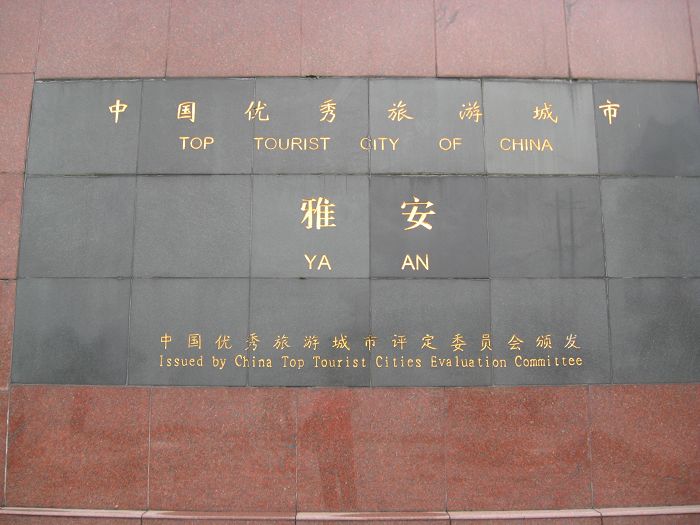 中国优秀旅游城市
TOP TOURIST CITY OF CHINA
雅安
YA AN
中国优秀旅游城市评定委员会颁发
Issued by China Top Tourist Cities Evaluation Committee